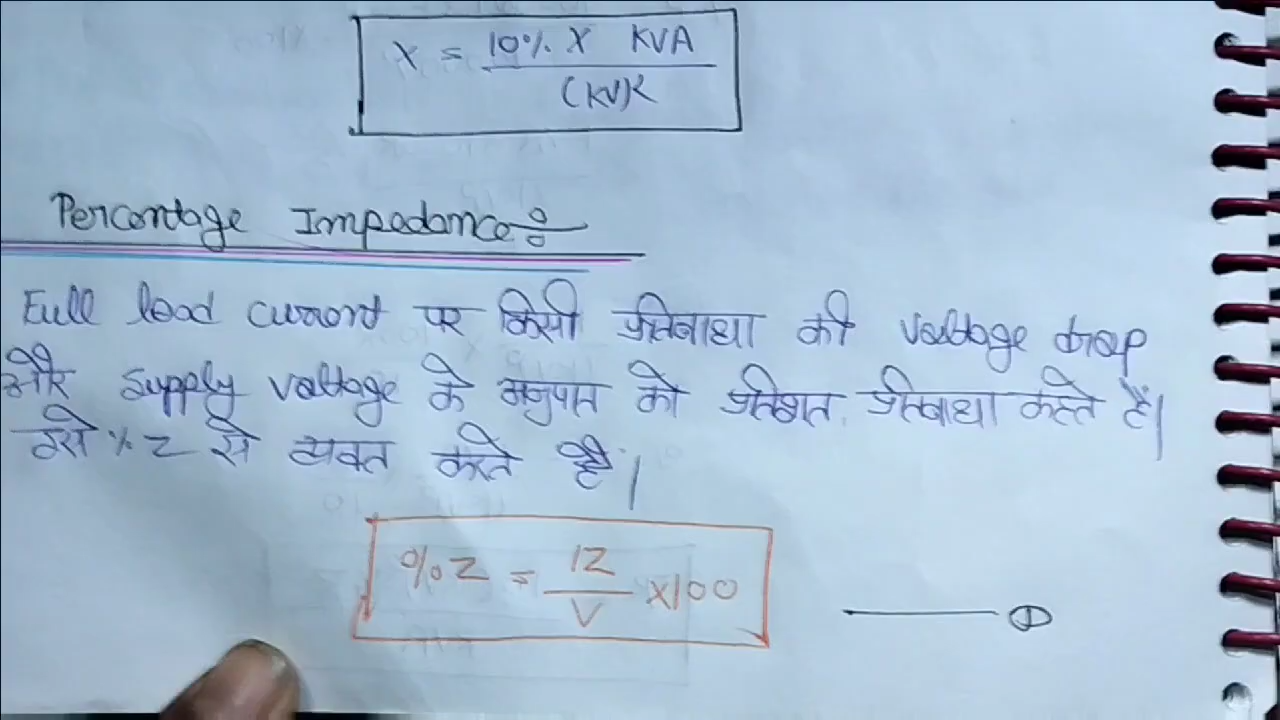 X = 10% X KVA
(KV)2
Percentage Impedance÷
Full load current पर किसी प्रतिबाधा की voltage drop
और supply voltage के अनुपात को प्रतिशत प्रतिबाधा कहते हैं।
इसे %Z से व्यक्त करते हैं।
%Z = IZ/V ×100
①